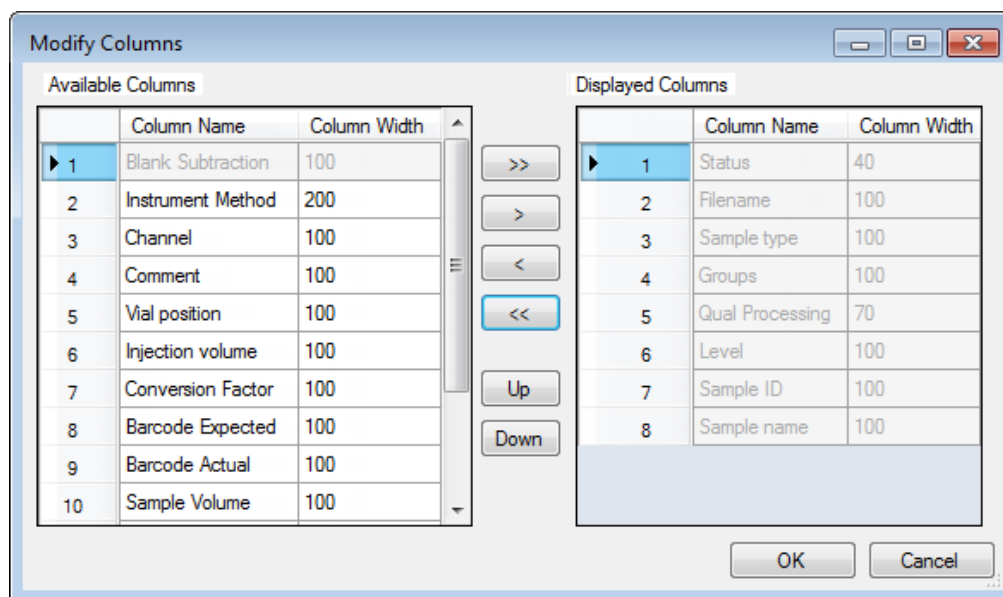 Modify Columns
Available Columns
Displayed Columns
Column Name Column Width
1 Blank Subtraction 100
2 Instrument Method 200
3 Channel 100
4 Comment 100
5 Vial position 100
6 Injection volume 100
7 Conversion Factor 100
8 Barcode Expected 100
9 Barcode Actual 100
10 Sample Volume 100
>>
>
<
<<
Up
Down
Column Name Column Width
1 Status 40
2 Filename 100
3 Sample type 100
4 Groups 100
5 Qual Processing 70
6 Level 100
7 Sample ID 100
8 Sample name 100
OK Cancel